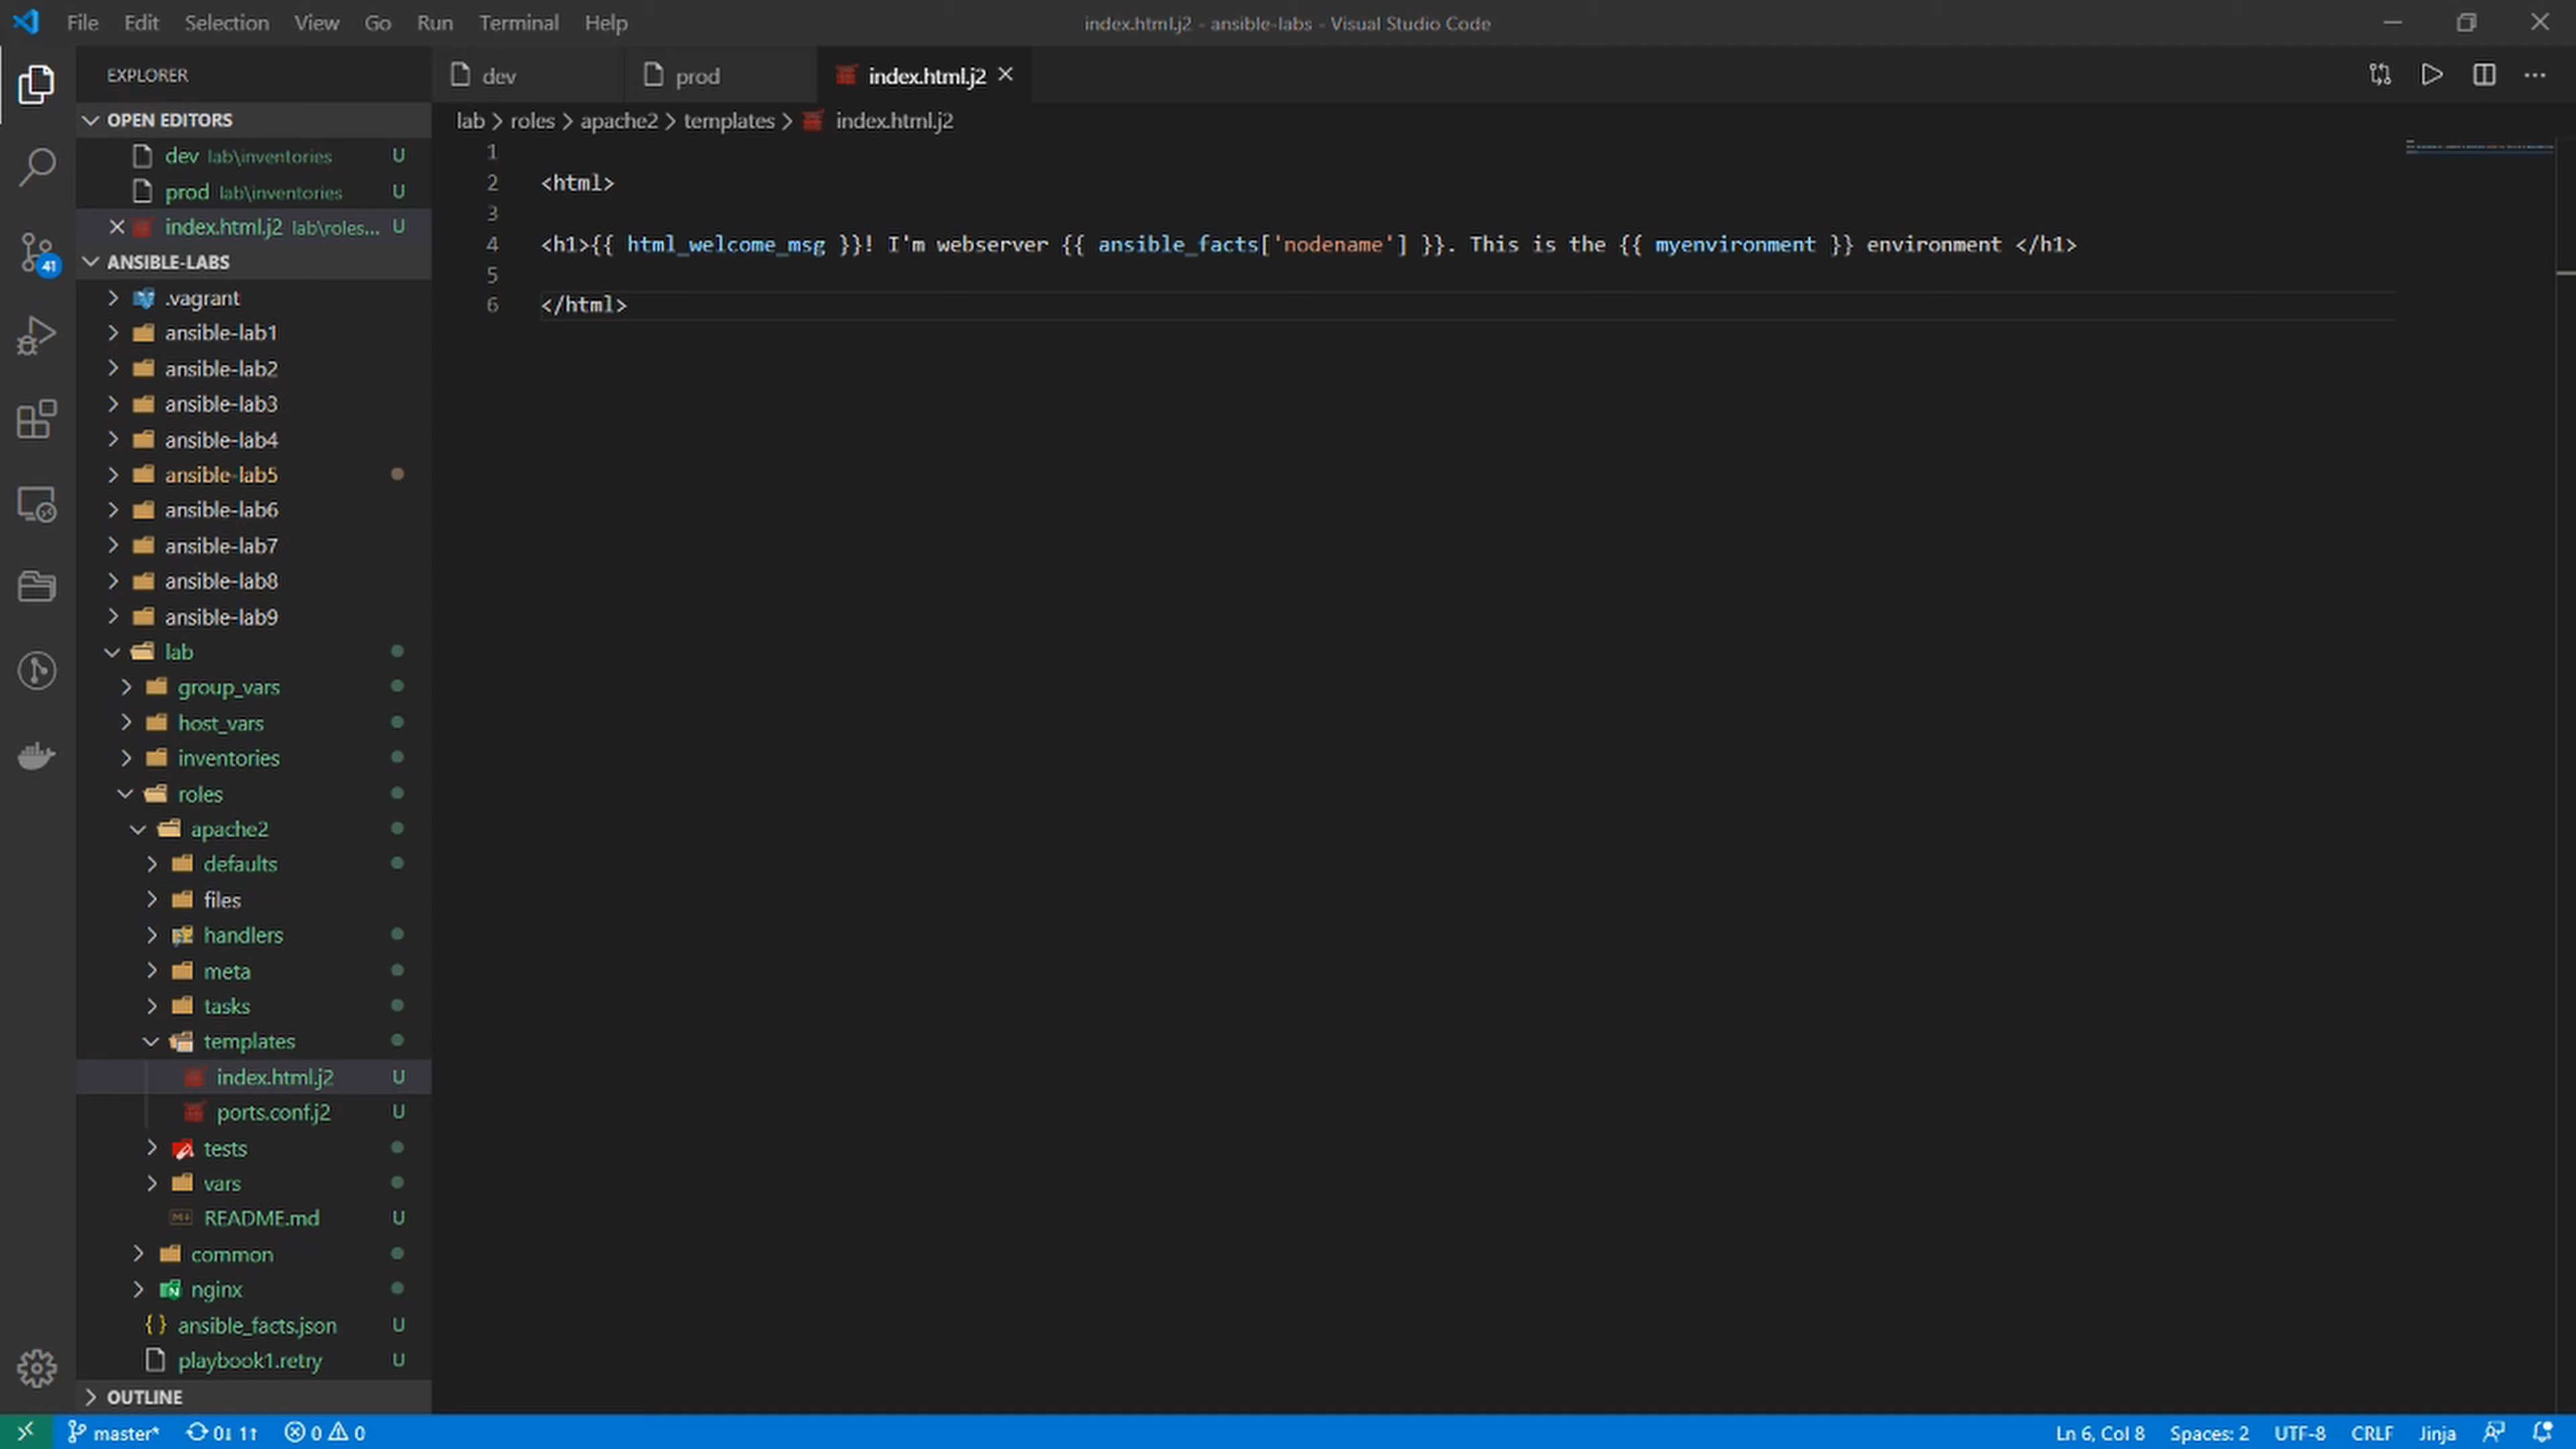 File Edit Selection View Go Run Terminal Help
index.html.j2 - ansible-labs - Visual Studio Code
EXPLORER
OPEN EDITORS
dev lab\inventories U
prod lab\inventories U
index.html.j2 lab\roles... U
ANSIBLE-LABS
.vagrant
ansible-lab1
ansible-lab2
ansible-lab3
ansible-lab4
ansible-lab5
ansible-lab6
ansible-lab7
ansible-lab8
ansible-lab9
lab
group_vars
host_vars
inventories
roles
apache2
defaults
files
handlers
meta
tasks
templates
index.html.j2 U
ports.conf.j2 U
tests
vars
README.md U
common
nginx
ansible_facts.json U
playbook1.retry U
OUTLINE
41
dev prod index.html.j2
lab > roles > apache2 > templates > index.html.j2
1
2 <html>
3
4 <h1>{{ html_welcome_msg }}! I'm webserver {{ ansible_facts['nodename'] }}. This is the {{ myenvironment }} environment </h1>
5
6 </html>
master* 0↓ 1↑ 0 0
Ln 6, Col 8 Spaces: 2 UTF-8 CRLF Jinja